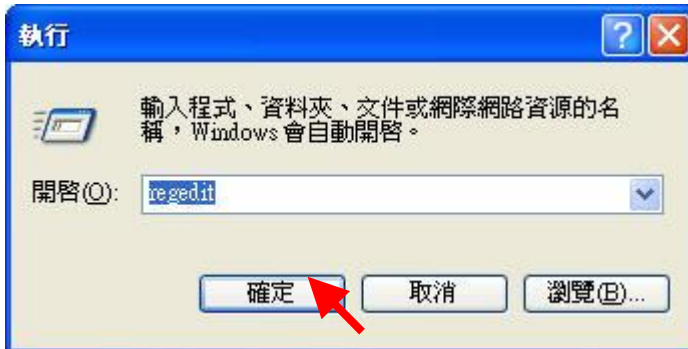 執行
輸入程式、資料夾、文件或網際網路資源的名
稱，Windows 會自動開啓。
開啓(O): regedit
確定 取消 瀏覽(B)...